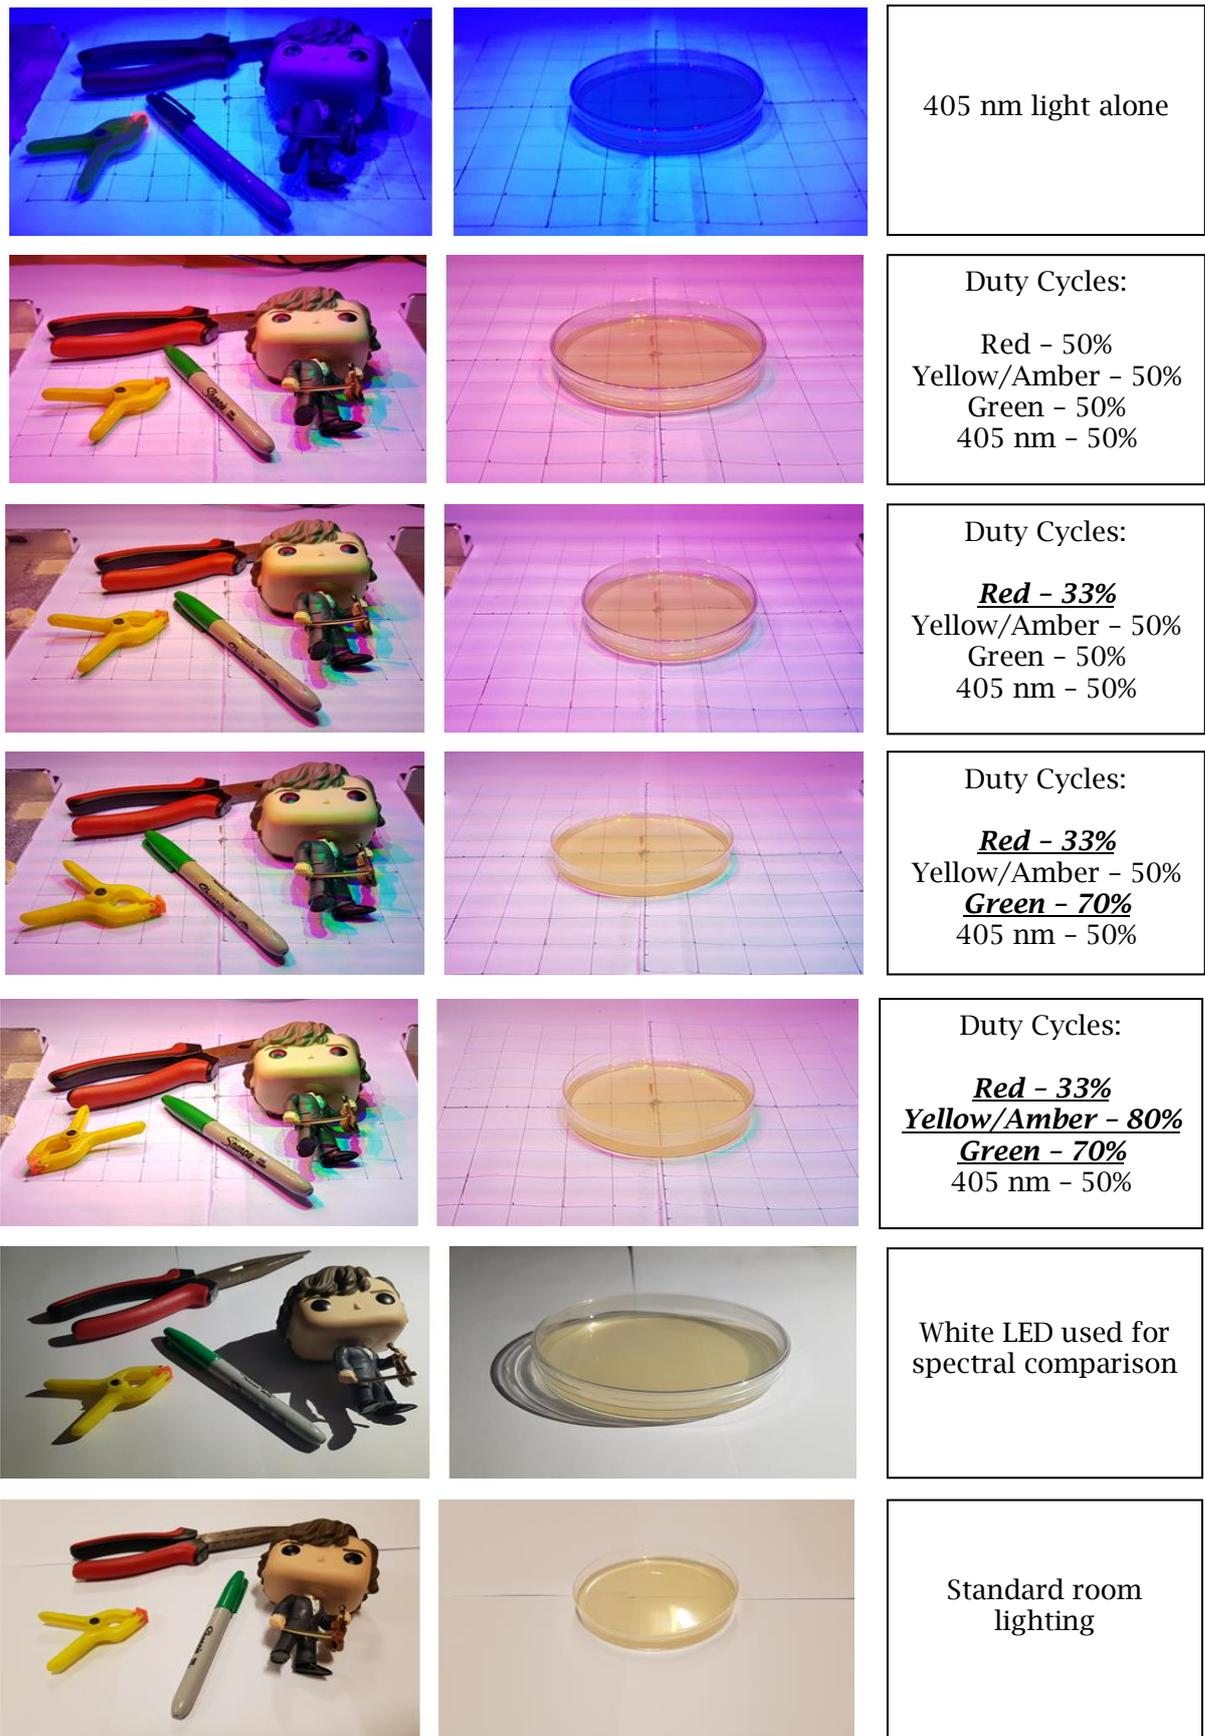 405 nm light alone
Duty Cycles:
Red – 50%
Yellow/Amber – 50%
Green – 50%
405 nm – 50%
Sharpie
Duty Cycles:
Red – 33%
Yellow/Amber – 50%
Green – 50%
405 nm – 50%
Duty Cycles:
Red – 33%
Yellow/Amber – 50%
Green – 70%
405 nm – 50%
Duty Cycles:
Red – 33%
Yellow/Amber – 80%
Green – 70%
405 nm – 50%
Sharpie
White LED used for
spectral comparison
Standard room
lighting